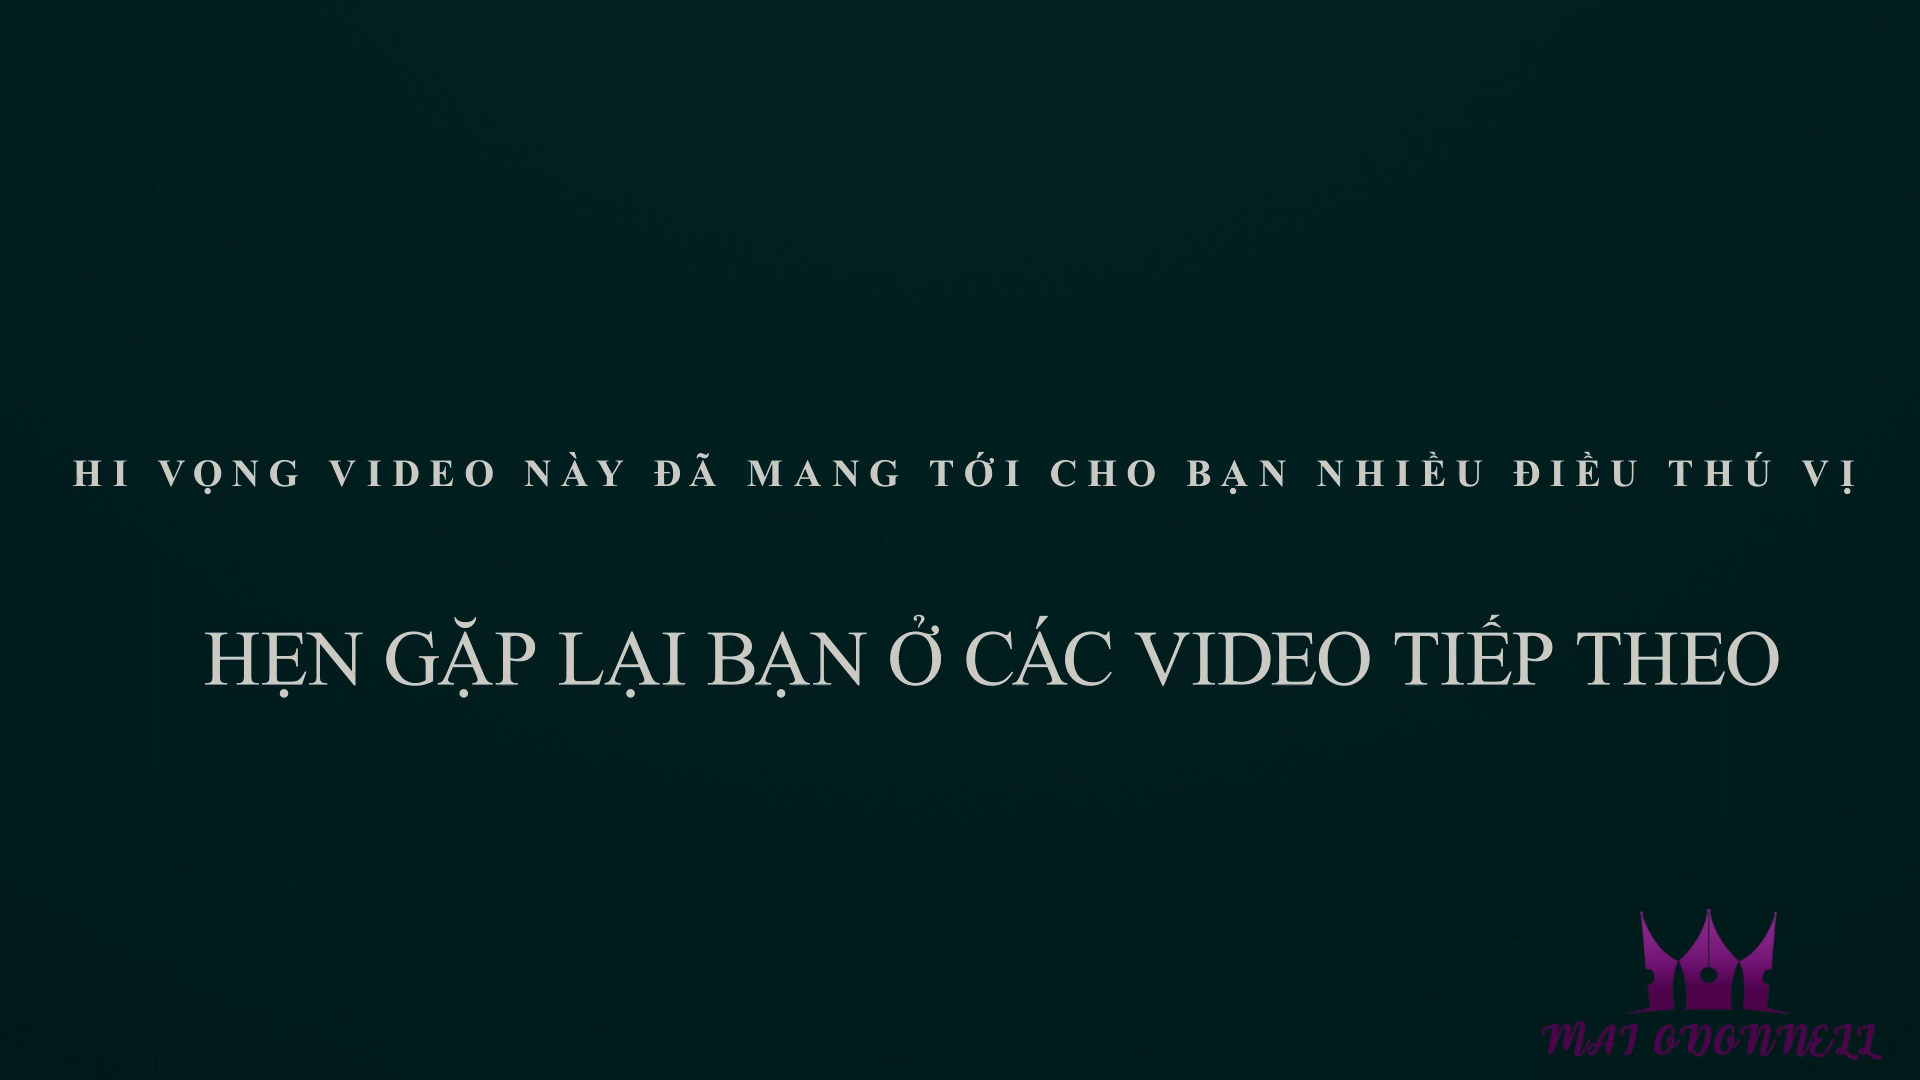 HI VỌNG VIDEO NÀY ĐÃ MANG TỚI CHO BẠN NHIỀU ĐIỀU THÚ VỊ
HẸN GẶP LẠI BẠN Ở CÁC VIDEO TIẾP THEO
MAI ODONNELL